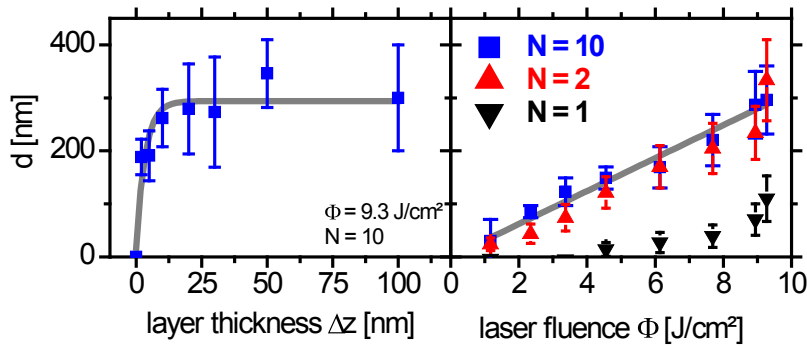 400
200
0
d [nm]
Φ = 9.3 J/cm²
N = 10
0 25 50 75 100
layer thickness Δz [nm]
N = 10
N = 2
N = 1
0 2 4 6 8 10
laser fluence Φ [J/cm²]